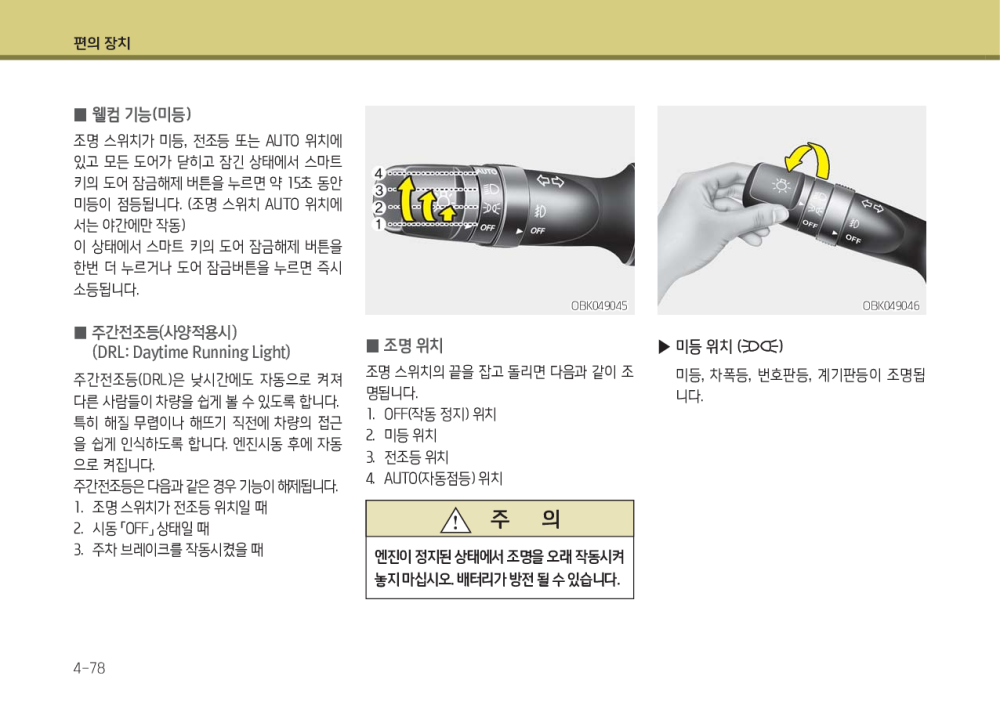 편의 장치
■ 웰컴 기능(미등)
조명 스위치가 미등, 전조등 또는 AUTO 위치에
있고 모든 도어가 닫히고 잠긴 상태에서 스마트
키의 도어 잠금해제 버튼을 누르면 약 15초 동안
미등이 점등됩니다. (조명 스위치 AUTO 위치에
서는 야간에만 작동)
이 상태에서 스마트 키의 도어 잠금해제 버튼을
한번 더 누르거나 도어 잠금버튼을 누르면 즉시
소등됩니다.
■ 주간전조등(사양적용시)
(DRL: Daytime Running Light)
주간전조등(DRL)은 낮시간에도 자동으로 켜져
다른 사람들이 차량을 쉽게 볼 수 있도록 합니다.
특히 해질 무렵이나 해뜨기 직전에 차량의 접근
을 쉽게 인식하도록 합니다. 엔진시동 후에 자동
으로 켜집니다.
주간전조등은 다음과 같은 경우 기능이 해제됩니다.
1. 조명 스위치가 전조등 위치일 때
2. 시동 ｢OFF｣ 상태일 때
3. 주차 브레이크를 작동시켰을 때
4
3
2
1
AUTO
OFF
OFF
OBK049045
■ 조명 위치
조명 스위치의 끝을 잡고 돌리면 다음과 같이 조
명됩니다.
1. OFF(작동 정지) 위치
2. 미등 위치
3. 전조등 위치
4. AUTO(자동점등) 위치
주 의
엔진이 정지된 상태에서 조명을 오래 작동시켜
놓지 마십시오. 배터리가 방전 될 수 있습니다.
OFF
OFF
OBK049046
▶ 미등 위치 ( )
미등, 차폭등, 번호판등, 계기판등이 조명됩
니다.
4-78